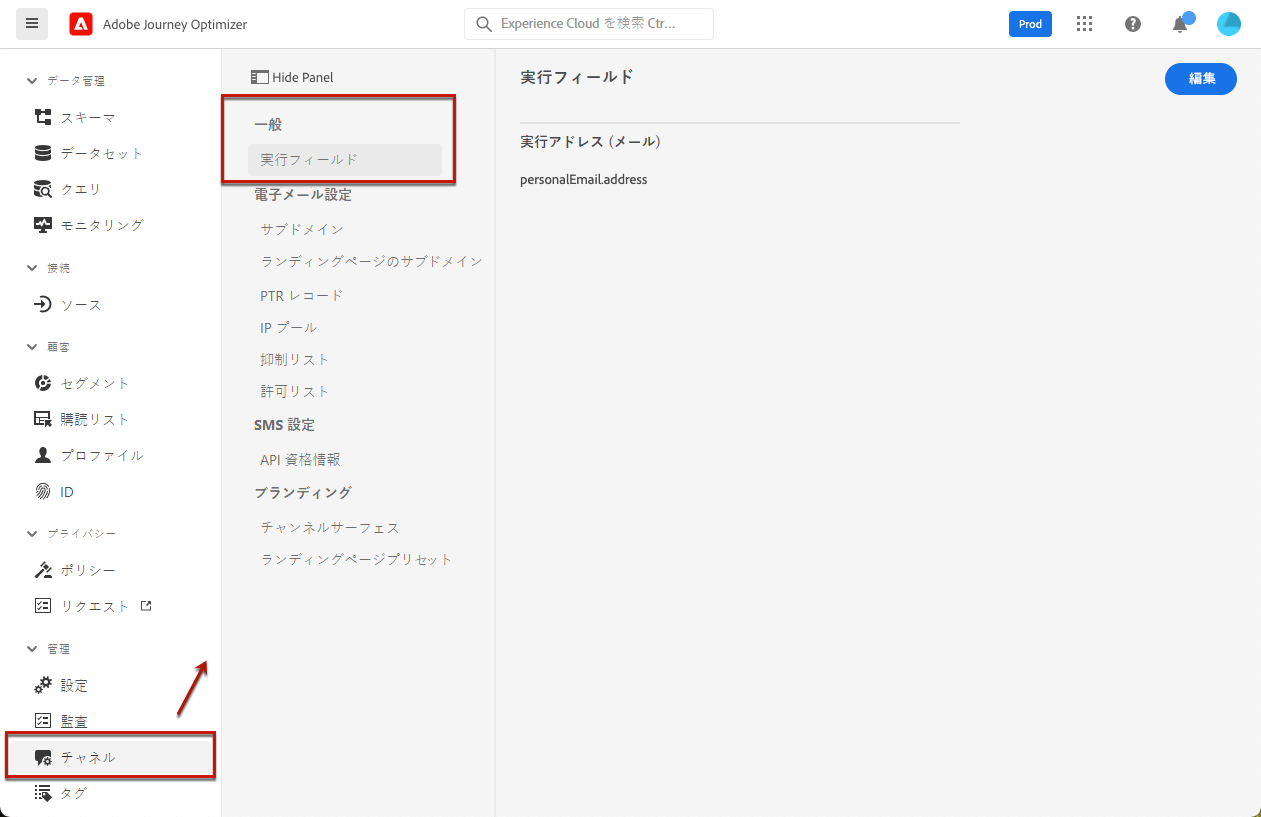 Adobe Journey Optimizer
Experience Cloud を検索 Ctr...
Prod
データ管理
スキーマ
データセット
クエリ
モニタリング
接続
ソース
顧客
セグメント
購読リスト
プロファイル
ID
プライバシー
ポリシー
リクエスト
管理
設定
監査
チャネル
タグ
Hide Panel
一般
実行フィールド
電子メール設定
サブドメイン
ランディングページのサブドメイン
PTR レコード
IP プール
抑制リスト
許可リスト
SMS 設定
API 資格情報
ブランディング
チャンネルサーフェス
ランディングページプリセット
実行フィールド
編集
実行アドレス (メール)
personalEmail.address